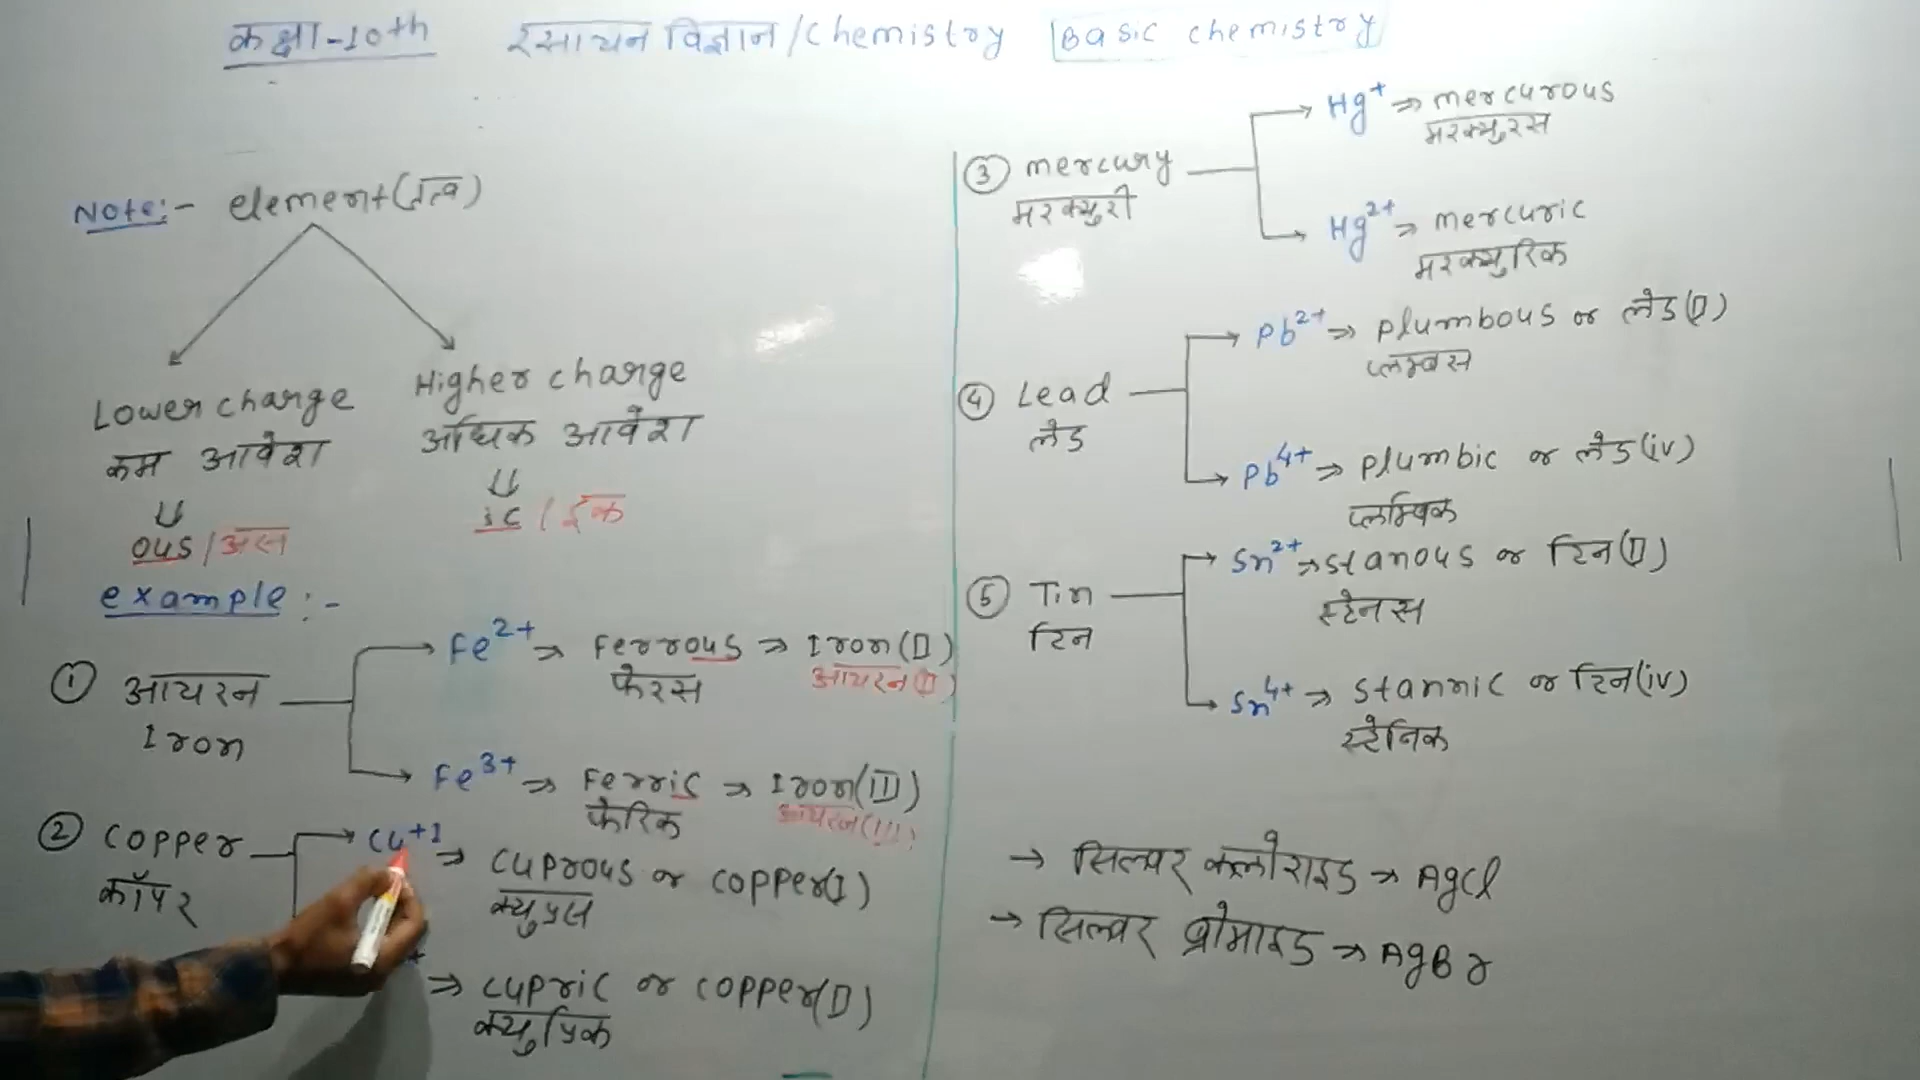 कक्षा-10th रसायन विज्ञान/chemistry Basic chemistry
Note:- element(तत्व)
Lower charge
कम आवेश
⇓
ous/अस
Higher charge
अधिक आवेश
⇓
ic/ईक
example:-
① आयरन
Iron
Fe2+ ⇒ Ferrous ⇒ Iron(II)
फेरस आयरन(II)
Fe3+ ⇒ Ferric ⇒ Iron(III)
फेरिक आयरन(III)
② copper
कॉपर
Cu+1 ⇒ cuprous or copper(I)
क्युप्रस
⇒ cupric or copper(II)
क्युप्रिक
③ mercury
मरक्युरी
Hg+ ⇒ mercurous
मरक्युरस
Hg2+ ⇒ mercuric
मरक्युरिक
④ Lead
लेड
Pb2+ ⇒ plumbous or लेड(II)
प्लम्बस
Pb4+ ⇒ plumbic or लेड(iv)
प्लम्बिक
⑤ Tin
टिन
Sn2+ ⇒ stanous or टिन(II)
स्टेनस
Sn4+ ⇒ stannic or टिन(iv)
स्टेनिक
→ सिल्वर क्लोराइड ⇒ AgCl
→ सिल्वर ब्रोमाइड ⇒ AgBr